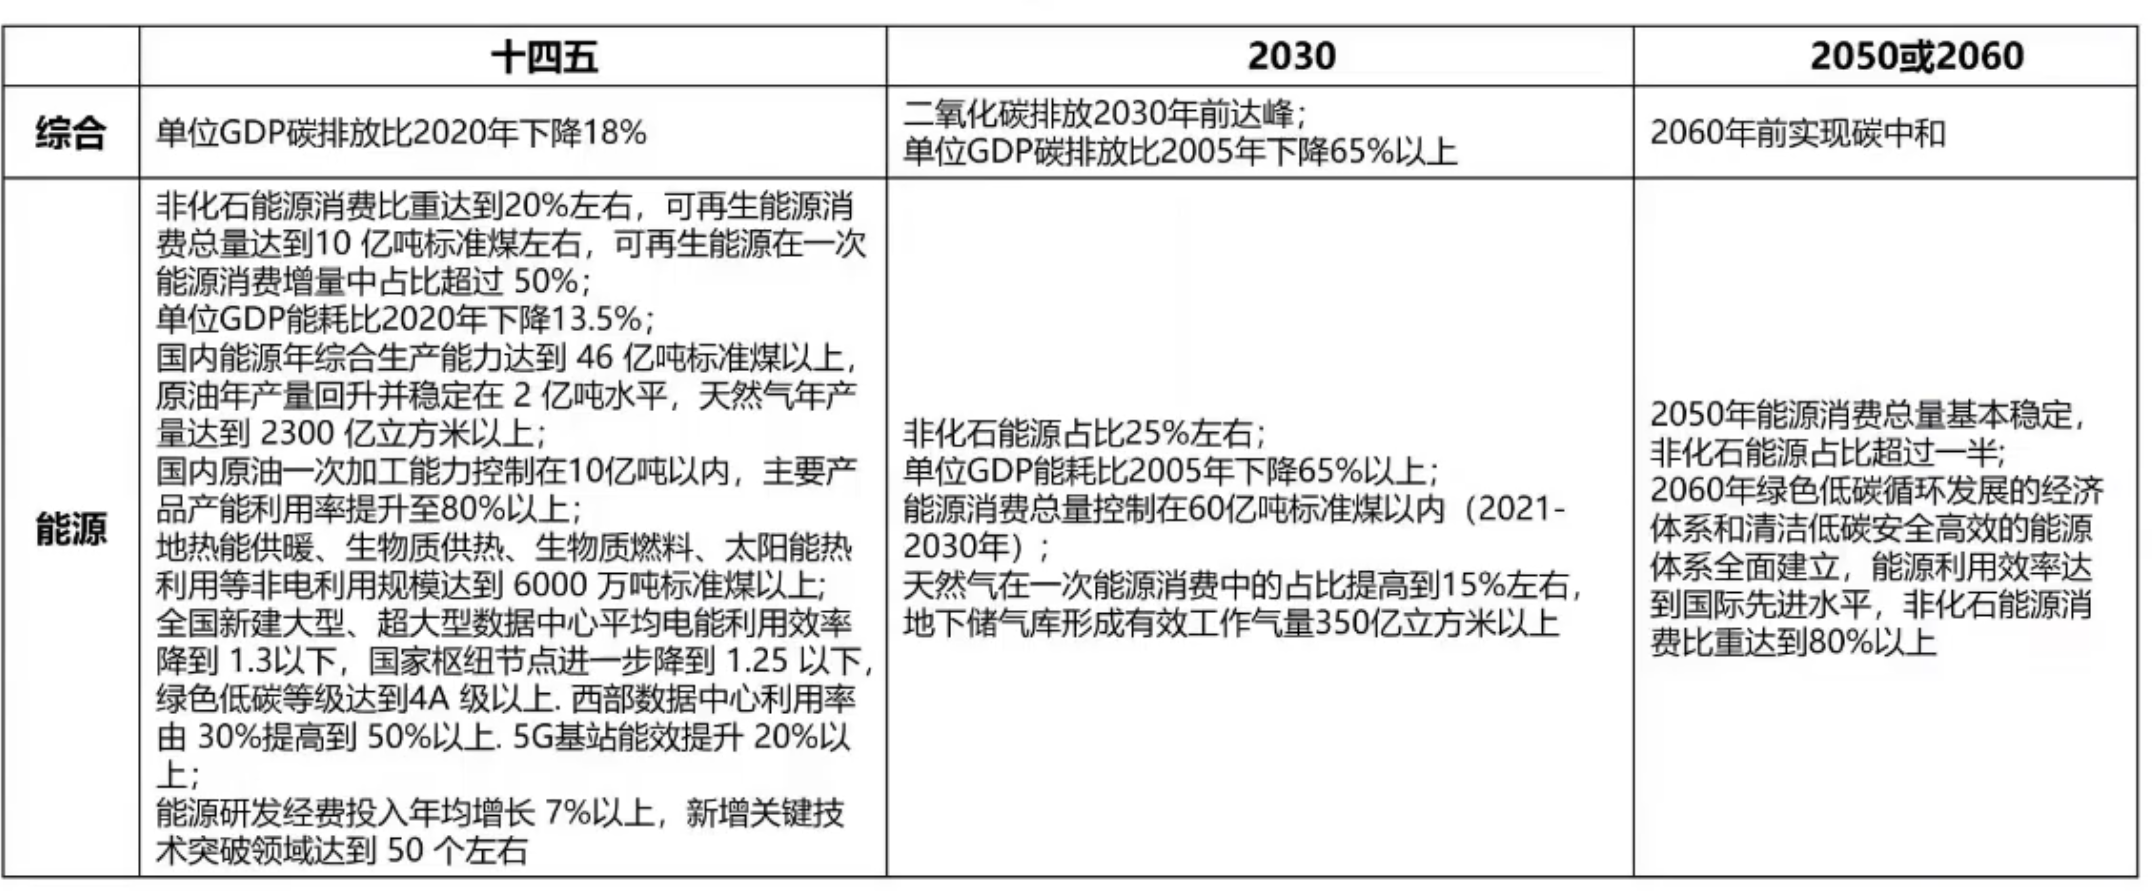 十四五
2030
2050或2060
综合
单位GDP碳排放比2020年下降18%
二氧化碳排放2030年前达峰；
单位GDP碳排放比2005年下降65%以上
2060年前实现碳中和
能源
非化石能源消费比重达到20%左右，可再生能源消
费总量达到10 亿吨标准煤左右，可再生能源在一次
能源消费增量中占比超过 50%；
单位GDP能耗比2020年下降13.5%；
国内能源年综合生产能力达到 46 亿吨标准煤以上，
原油年产量回升并稳定在 2 亿吨水平，天然气年产
量达到 2300 亿立方米以上；
国内原油一次加工能力控制在10亿吨以内，主要产
品产能利用率提升至80%以上；
地热能供暖、生物质供热、生物质燃料、太阳能热
利用等非电利用规模达到 6000 万吨标准煤以上；
全国新建大型、超大型数据中心平均电能利用效率
降到 1.3以下，国家枢纽节点进一步降到 1.25 以下，
绿色低碳等级达到4A 级以上. 西部数据中心利用率
由 30%提高到 50%以上. 5G基站能效提升 20%以
上；
能源研发经费投入年均增长 7%以上，新增关键技
术突破领域达到 50 个左右
非化石能源占比25%左右；
单位GDP能耗比2005年下降65%以上；
能源消费总量控制在60亿吨标准煤以内（2021-
2030年）；
天然气在一次能源消费中的占比提高到15%左右，
地下储气库形成有效工作气量350亿立方米以上
2050年能源消费总量基本稳定，
非化石能源占比超过一半；
2060年绿色低碳循环发展的经济
体系和清洁低碳安全高效的能源
体系全面建立，能源利用效率达
到国际先进水平，非化石能源消
费比重达到80%以上